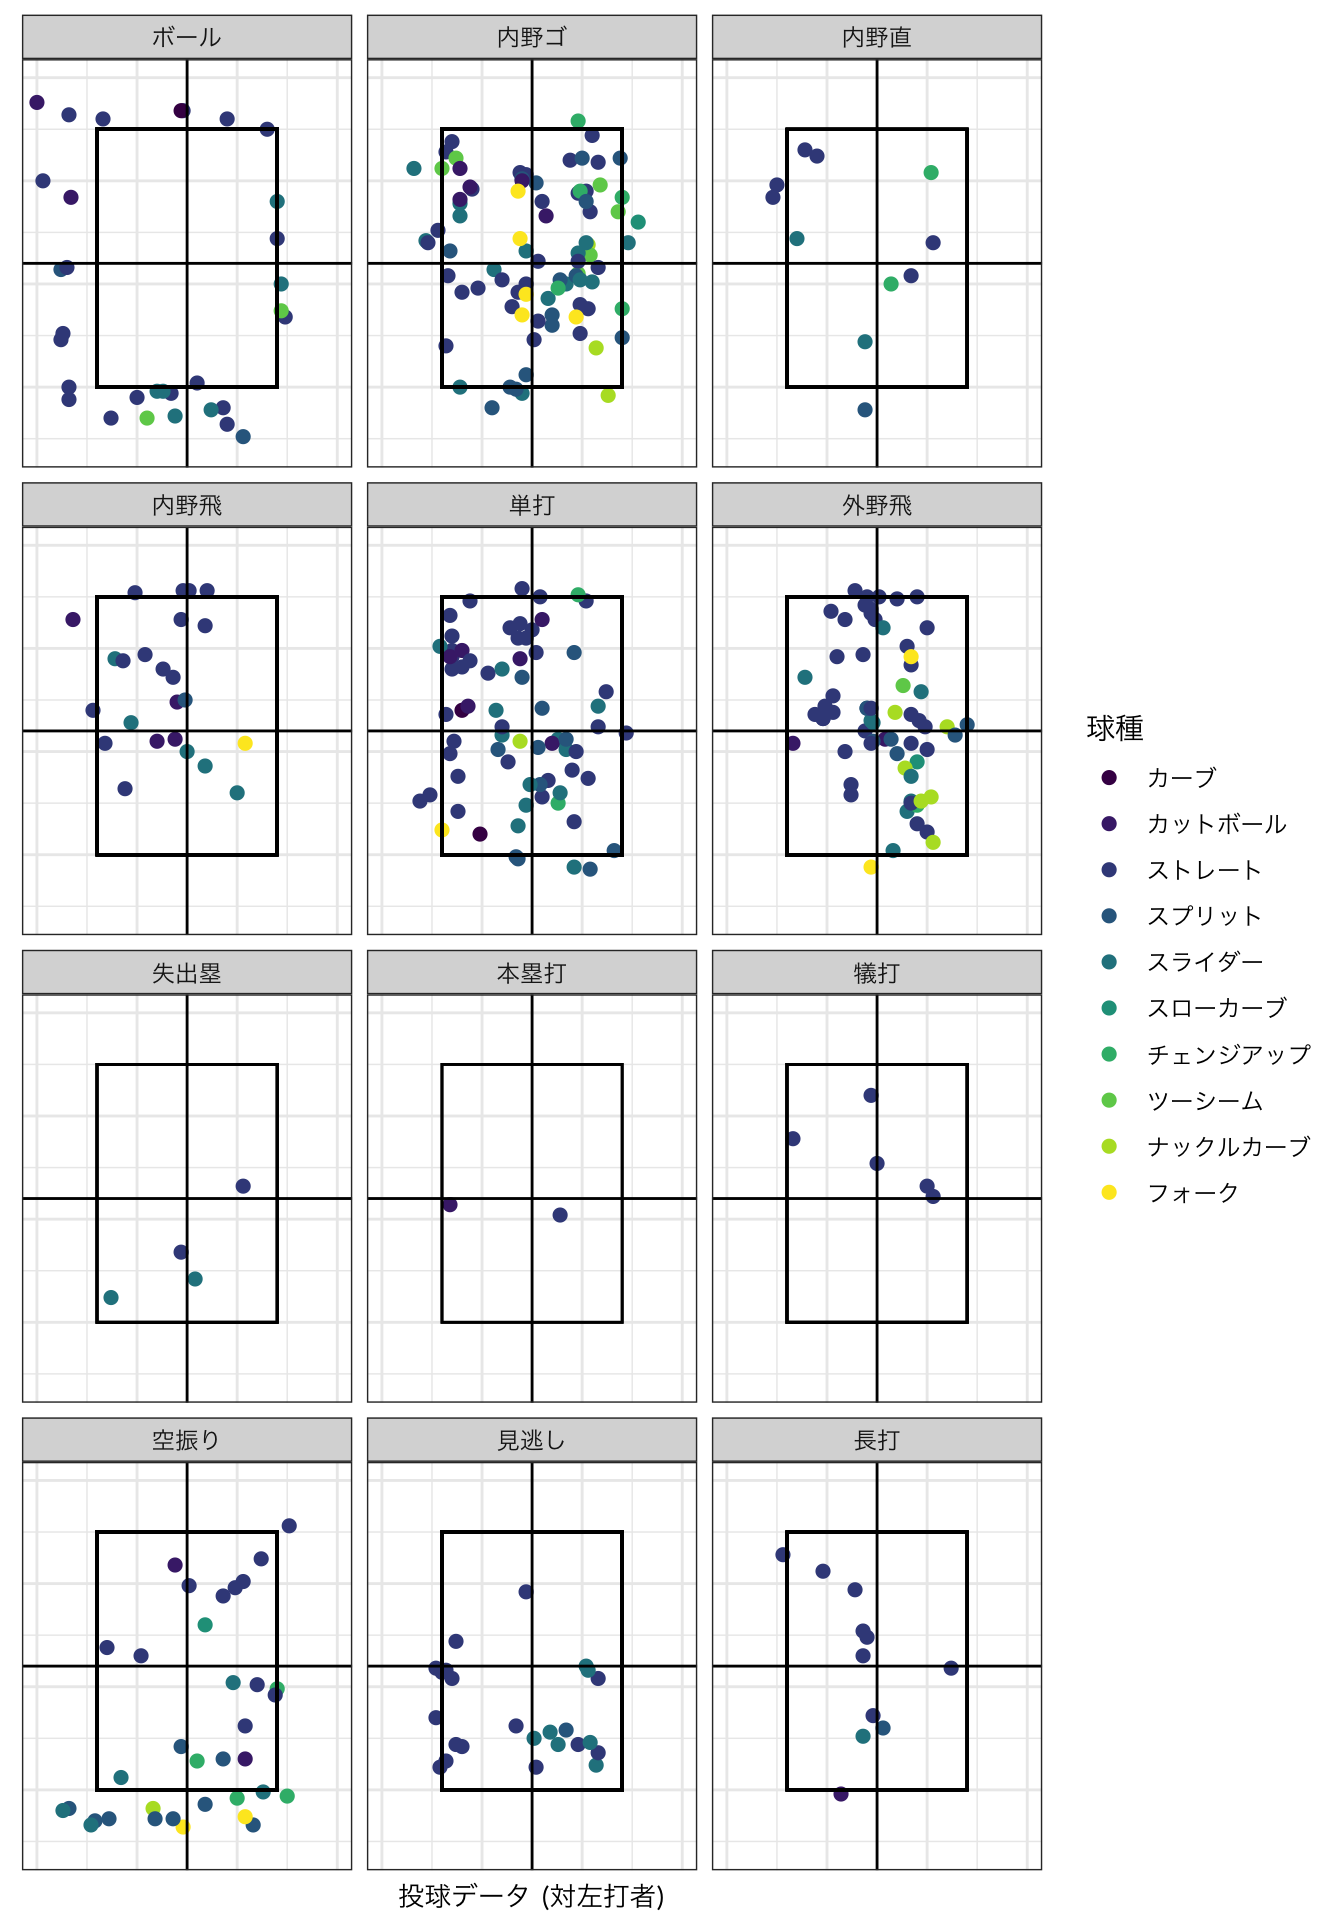 ボール
内野ゴ
内野直
内野飛
単打
外野飛
失出塁
本塁打
犠打
空振り
見逃し
長打
投球データ (対左打者)
球種
カーブ
カットボール
ストレート
スプリット
スライダー
スローカーブ
チェンジアップ
ツーシーム
ナックルカーブ
フォーク